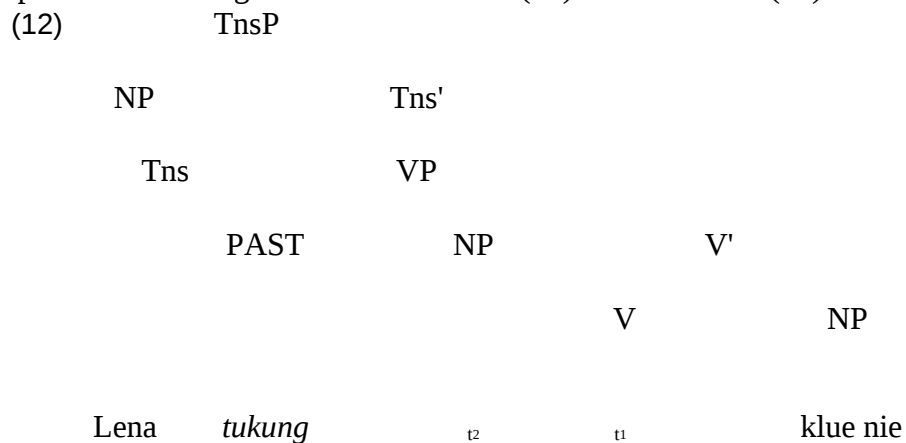 (12) TnsP
NP Tns'
Tns VP
PAST NP V'
V NP
Lena tukung t2 t1 klue nie